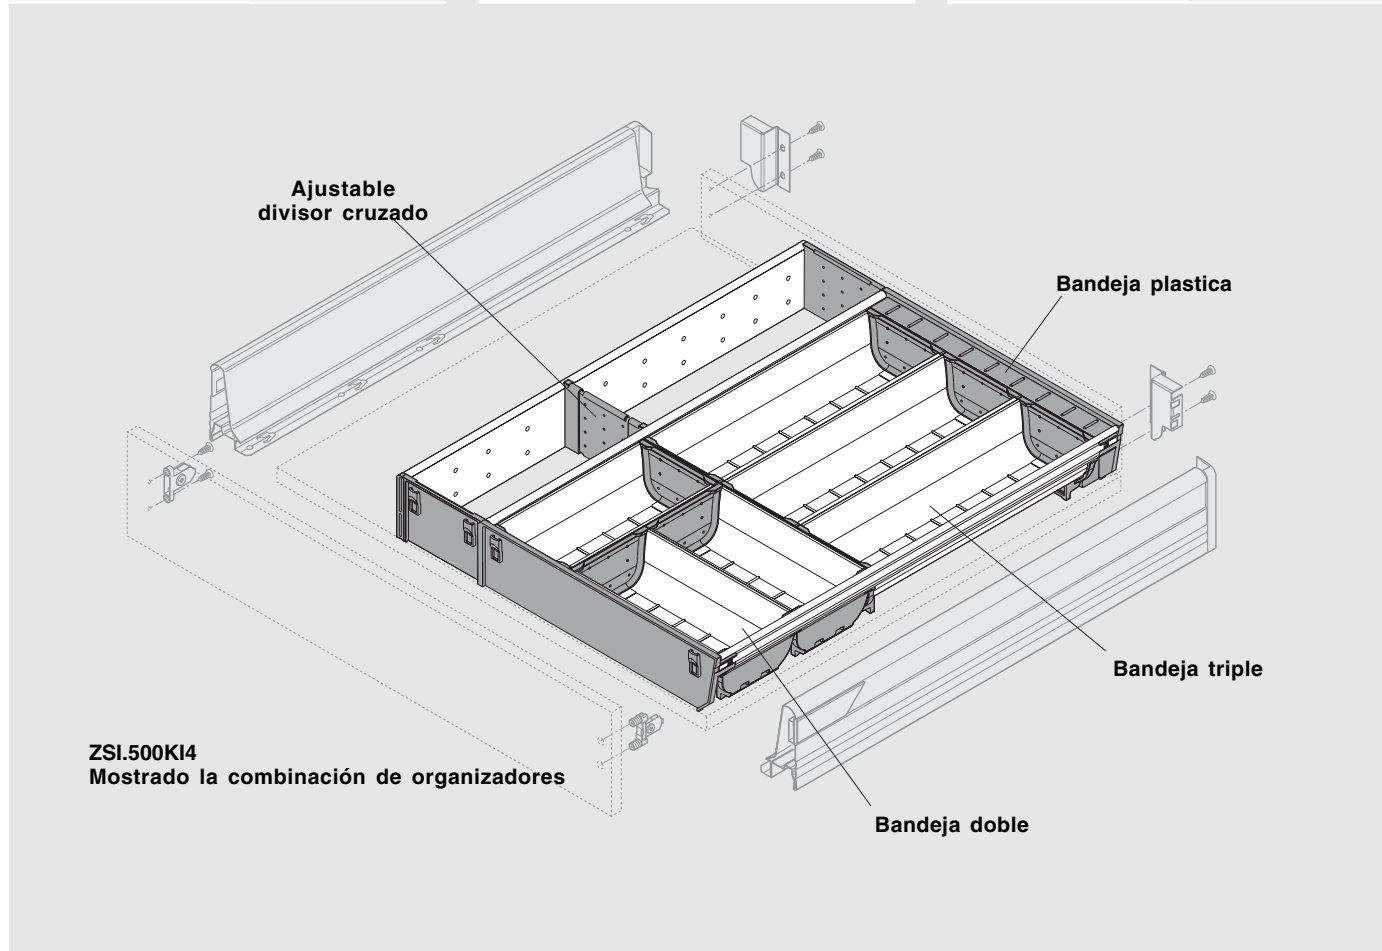 Ajustable
divisor cruzado
Bandeja plastica
Bandeja triple
ZSI.500KI4
Mostrado la combinación de organizadores
Bandeja doble